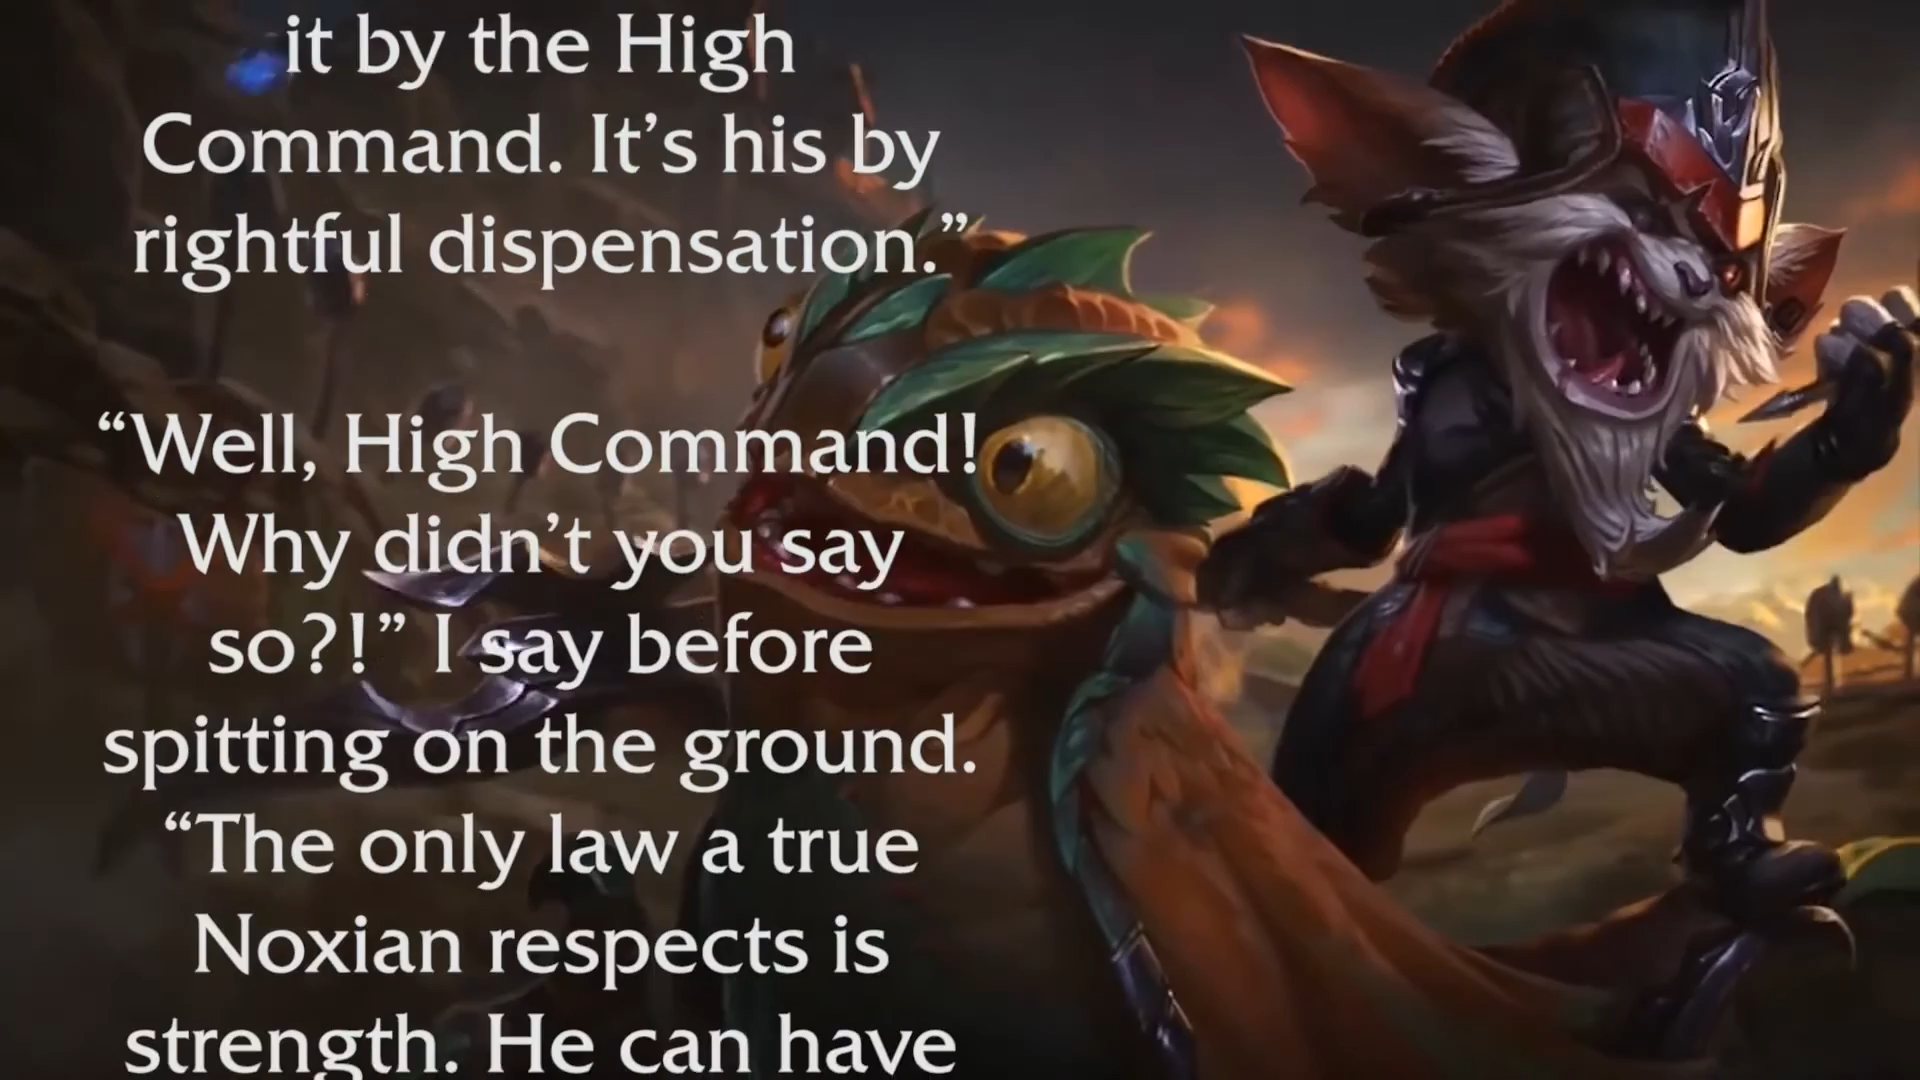 it by the High
Command. It’s his by
rightful dispensation.”
“Well, High Command!
Why didn’t you say
so?!” I say before
spitting on the ground.
“The only law a true
Noxian respects is
strength. He can have